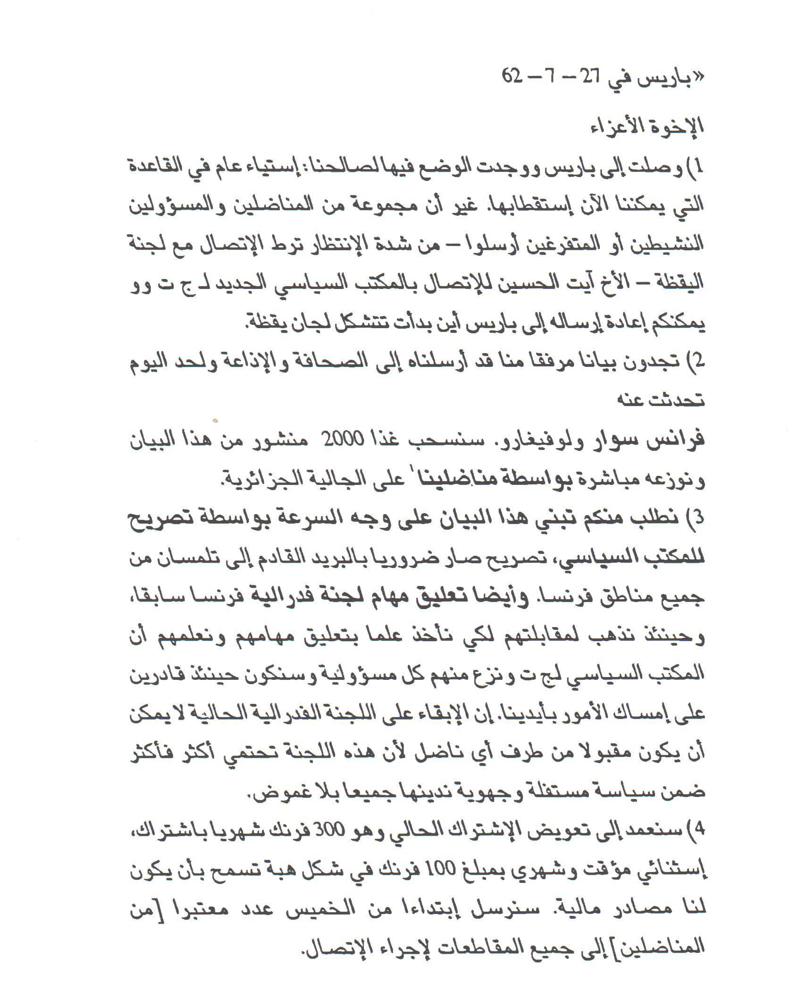 «باريس في 27 – 7 – 62
الإخوة الأعزاء
1) وصلت إلى باريس ووجدت الوضع فيها لصالحنا: إستياء عام في القاعدة
التي يمكننا الآن إستقطابها. غير أن مجموعة من المناضلين والمسؤولين
النشيطين أو المتفرغين أرسلوا – من شدة الإنتظار ترط الإتصال مع لجنة
اليقظة – الأخ آيت الحسين للإتصال بالمكتب السياسي الجديد لـ ج ت وو
يمكنكم إعادة إرساله إلى باريس أين بدأت تتشكل لجان يقظة.
2) تجدون بيانا مرفقا منا قد أرسلناه إلى الصحافة والإذاعة ولحد اليوم
تحدثت عنه
فرانس سوار ولوفيغارو. سنسحب غذا 2000 منشور من هذا البيان
ونوزعه مباشرة بواسطة مناضلينا' على الجالية الجزائرية.
3) نطلب منكم تبني هذا البيان على وجه السرعة بواسطة تصريح
للمكتب السياسي، تصريح صار ضروريا بالبريد القادم إلى تلمسان من
جميع مناطق فرنسا. وأيضا تعليق مهام لجنة فدرالية فرنسا سابقا،
وحينئذ نذهب لمقابلتهم لكي نأخذ علما بتعليق مهامهم ونعلمهم أن
المكتب السياسي لج ت ونزع منهم كل مسؤولية وسنكون حينئذ قادرين
على إمساك الأمور بأيدينا. إن الإبقاء على اللجنة الفدرالية الحالية لا يمكن
أن يكون مقبولا من طرف أي ناضل لأن هذه اللجنة تحتمي أكثر فأكثر
ضمن سياسة مستفلة وجهوية ندينها جميعا بلا غموض.
4) سنعمد إلى تعويض الإشتراك الحالي وهو 300 فرنك شهريا باشتراك،
إستثنائي مؤقت وشهري بمبلغ 100 فرنك في شكل هبة تسمح بأن يكون
لنا مصادر مالية. سنرسل إبتداءا من الخميس عدد معتبرا [من
المناضلين] إلى جميع المقاطعات لإجراء الإتصال.